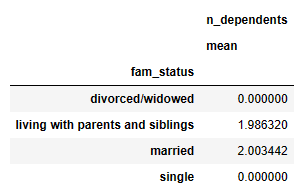 n_dependents
mean
fam_status
divorced/widowed 0.000000
living with parents and siblings 1.986320
married 2.003442
single 0.000000